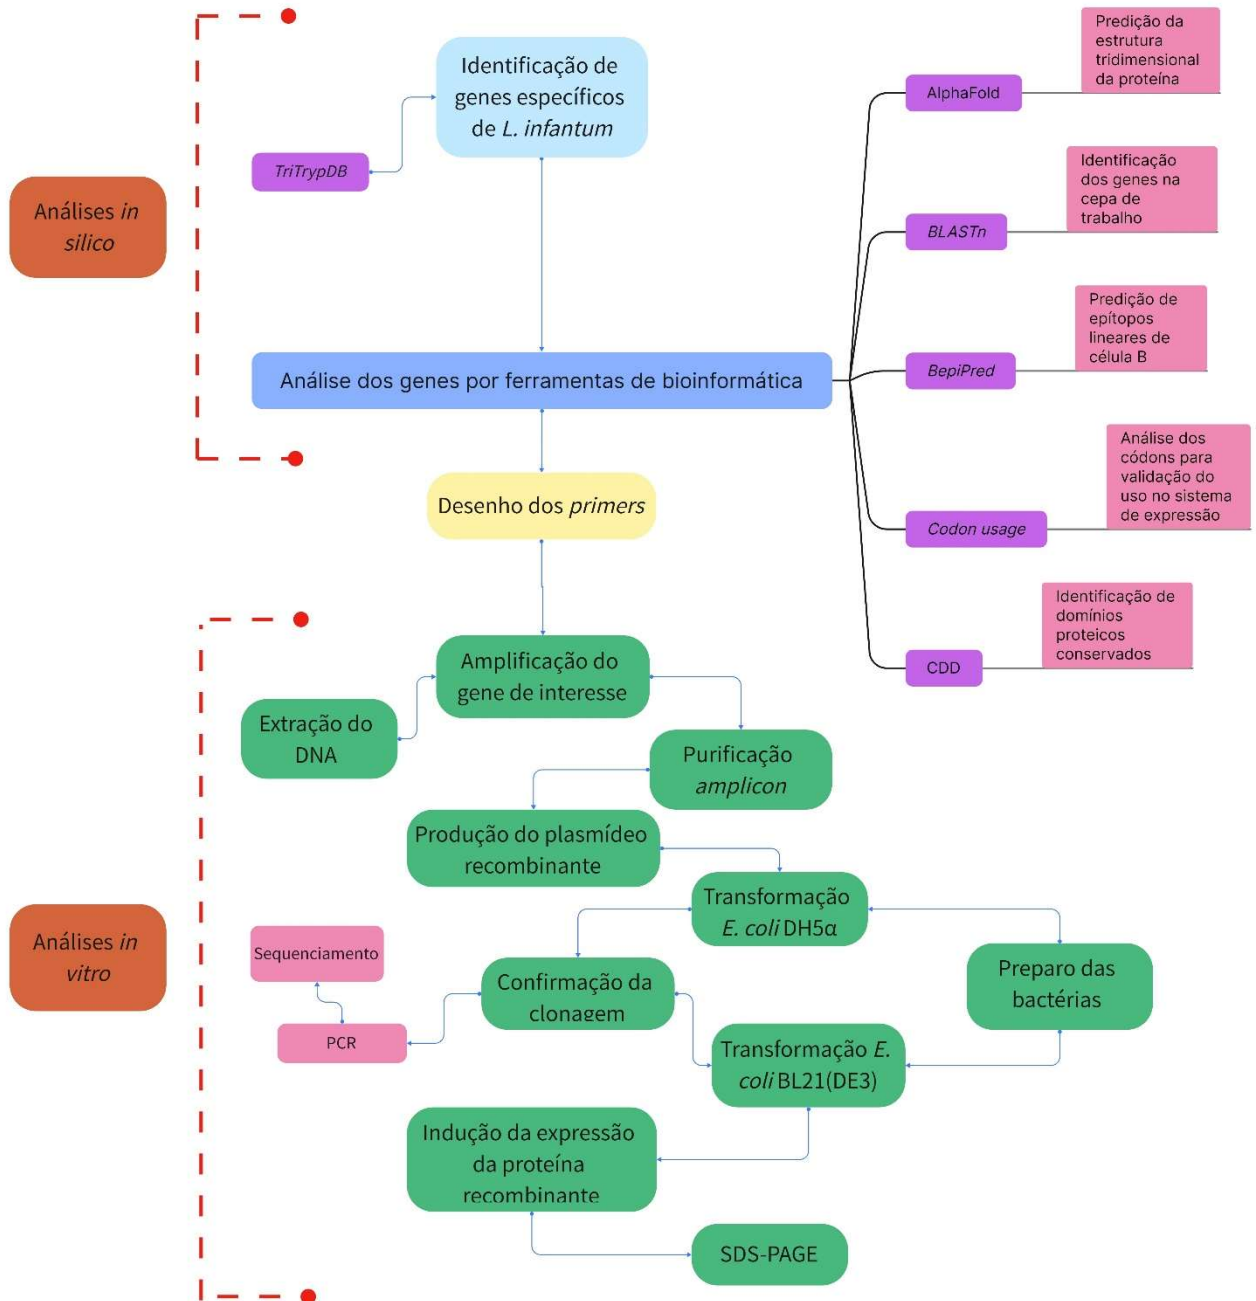 Análises in
silico
TriTrypDB
Identificação de
genes específicos
de L. infantum
Análise dos genes por ferramentas de bioinformática
AlphaFold
Predição da
estrutura
tridimensional
da proteína
BLASTn
Identificação
dos genes na
cepa de
trabalho
BepiPred
Predição de
epítopos
lineares de
célula B
Codon usage
Análise dos
códons para
validação do
uso no sistema
de expressão
CDD
Identificação de
domínios
proteicos
conservados
Desenho dos primers
Análises in
vitro
Amplificação do
gene de interesse
Extração do
DNA
Purificação
amplicon
Produção do plasmídeo
recombinante
Transformação
E. coli DH5α
Preparo das
bactérias
Confirmação da
clonagem
Sequenciamento
PCR
Transformação E.
coli BL21(DE3)
Indução da expressão
da proteína
recombinante
SDS-PAGE